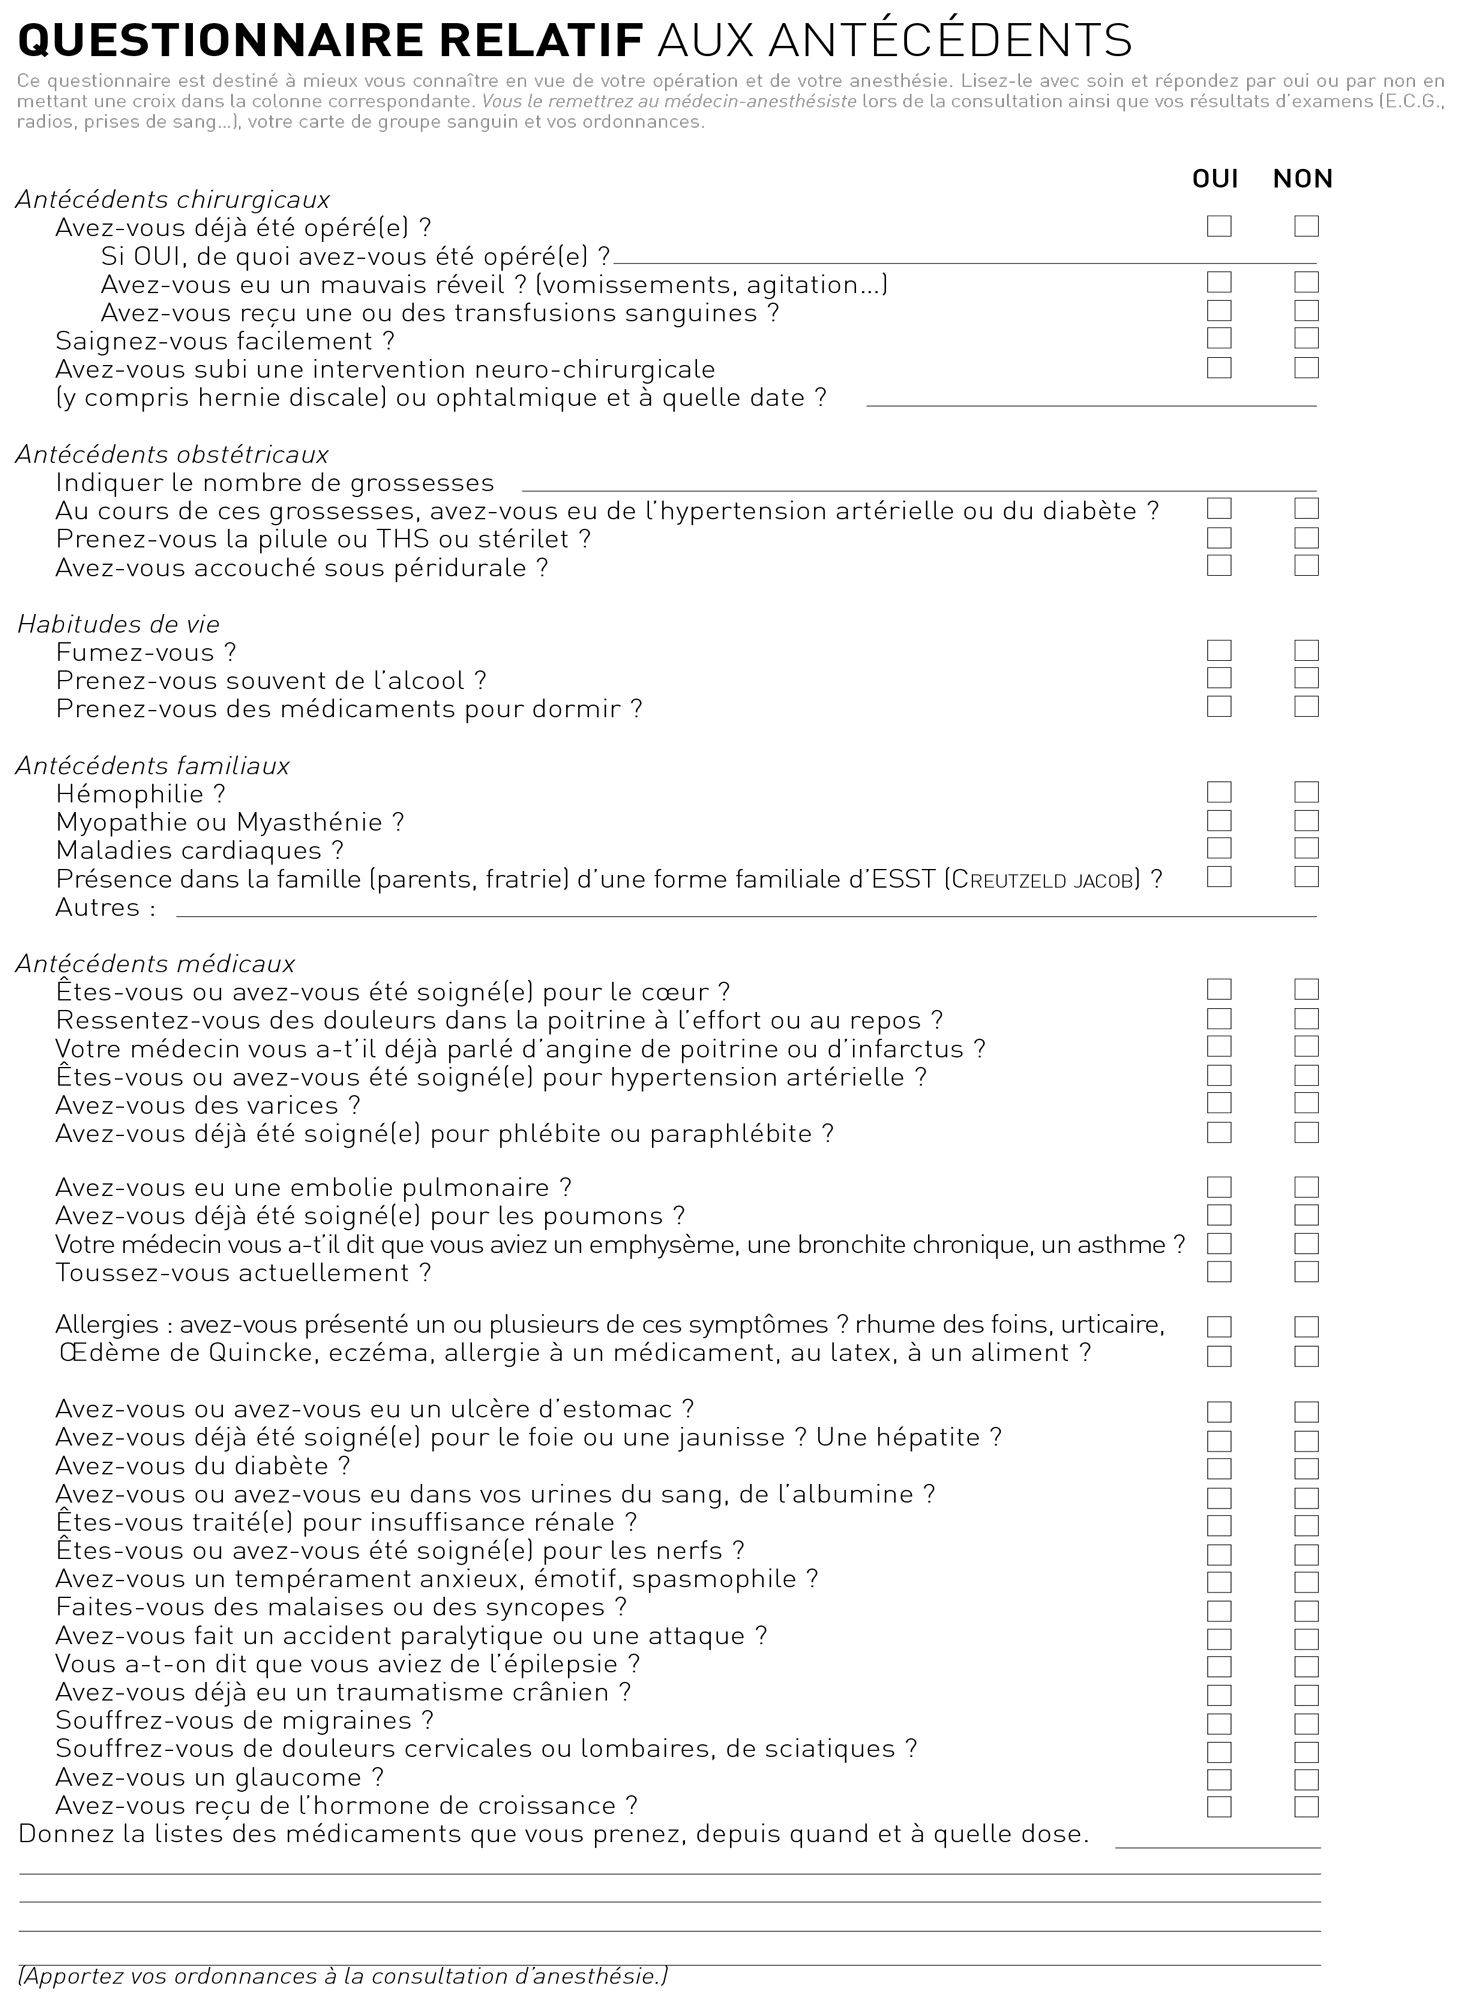 QUESTIONNAIRE RELATIF AUX ANTÉCÉDENTS
Ce questionnaire est destiné à mieux vous connaître en vue de votre opération et de votre anesthésie. Lisez-le avec soin et répondez par oui ou par non en
mettant une croix dans la colonne correspondante. Vous le remettrez au médecin-anesthésiste lors de la consultation ainsi que vos résultats d'examens (E.C.G.,
radios, prises de sang...), votre carte de groupe sanguin et vos ordonnances.
OUI NON
Antécédents chirurgicaux
Avez-vous déjà été opéré(e) ?
Si OUI, de quoi avez-vous été opéré(e) ?
Avez-vous eu un mauvais réveil ? (vomissements, agitation...)
Avez-vous reçu une ou des transfusions sanguines ?
Saignez-vous facilement ?
Avez-vous subi une intervention neuro-chirurgicale
(y compris hernie discale) ou ophtalmique et à quelle date ?
Antécédents obstétricaux
Indiquer le nombre de grossesses
Au cours de ces grossesses, avez-vous eu de l'hypertension artérielle ou du diabète ?
Prenez-vous la pilule ou THS ou stérilet ?
Avez-vous accouché sous péridurale ?
Habitudes de vie
Fumez-vous ?
Prenez-vous souvent de l'alcool ?
Prenez-vous des médicaments pour dormir ?
Antécédents familiaux
Hémophilie ?
Myopathie ou Myasthénie ?
Maladies cardiaques ?
Présence dans la famille (parents, fratrie) d'une forme familiale d'ESST (CREUTZELD JACOB) ?
Autres :
Antécédents médicaux
Êtes-vous ou avez-vous été soigné(e) pour le cœur ?
Ressentez-vous des douleurs dans la poitrine à l'effort ou au repos ?
Votre médecin vous a-t'il déjà parlé d'angine de poitrine ou d'infarctus ?
Êtes-vous ou avez-vous été soigné(e) pour hypertension artérielle ?
Avez-vous des varices ?
Avez-vous déjà été soigné(e) pour phlébite ou paraphlébite ?
Avez-vous eu une embolie pulmonaire ?
Avez-vous déjà été soigné(e) pour les poumons ?
Votre médecin vous a-t'il dit que vous aviez un emphysème, une bronchite chronique, un asthme ?
Toussez-vous actuellement ?
Allergies : avez-vous présenté un ou plusieurs de ces symptômes ? rhume des foins, urticaire,
Œdème de Quincke, eczéma, allergie à un médicament, au latex, à un aliment ?
Avez-vous ou avez-vous eu un ulcère d'estomac ?
Avez-vous déjà été soigné(e) pour le foie ou une jaunisse ? Une hépatite ?
Avez-vous du diabète ?
Avez-vous ou avez-vous eu dans vos urines du sang, de l'albumine ?
Êtes-vous traité(e) pour insuffisance rénale ?
Êtes-vous ou avez-vous été soigné(e) pour les nerfs ?
Avez-vous un tempérament anxieux, émotif, spasmophile ?
Faites-vous des malaises ou des syncopes ?
Avez-vous fait un accident paralytique ou une attaque ?
Vous a-t-on dit que vous aviez de l'épilepsie ?
Avez-vous déjà eu un traumatisme crânien ?
Souffrez-vous de migraines ?
Souffrez-vous de douleurs cervicales ou lombaires, de sciatiques ?
Avez-vous un glaucome ?
Avez-vous reçu de l'hormone de croissance ?
Donnez la listes des médicaments que vous prenez, depuis quand et à quelle dose.
(Apportez vos ordonnances à la consultation d'anesthésie.)